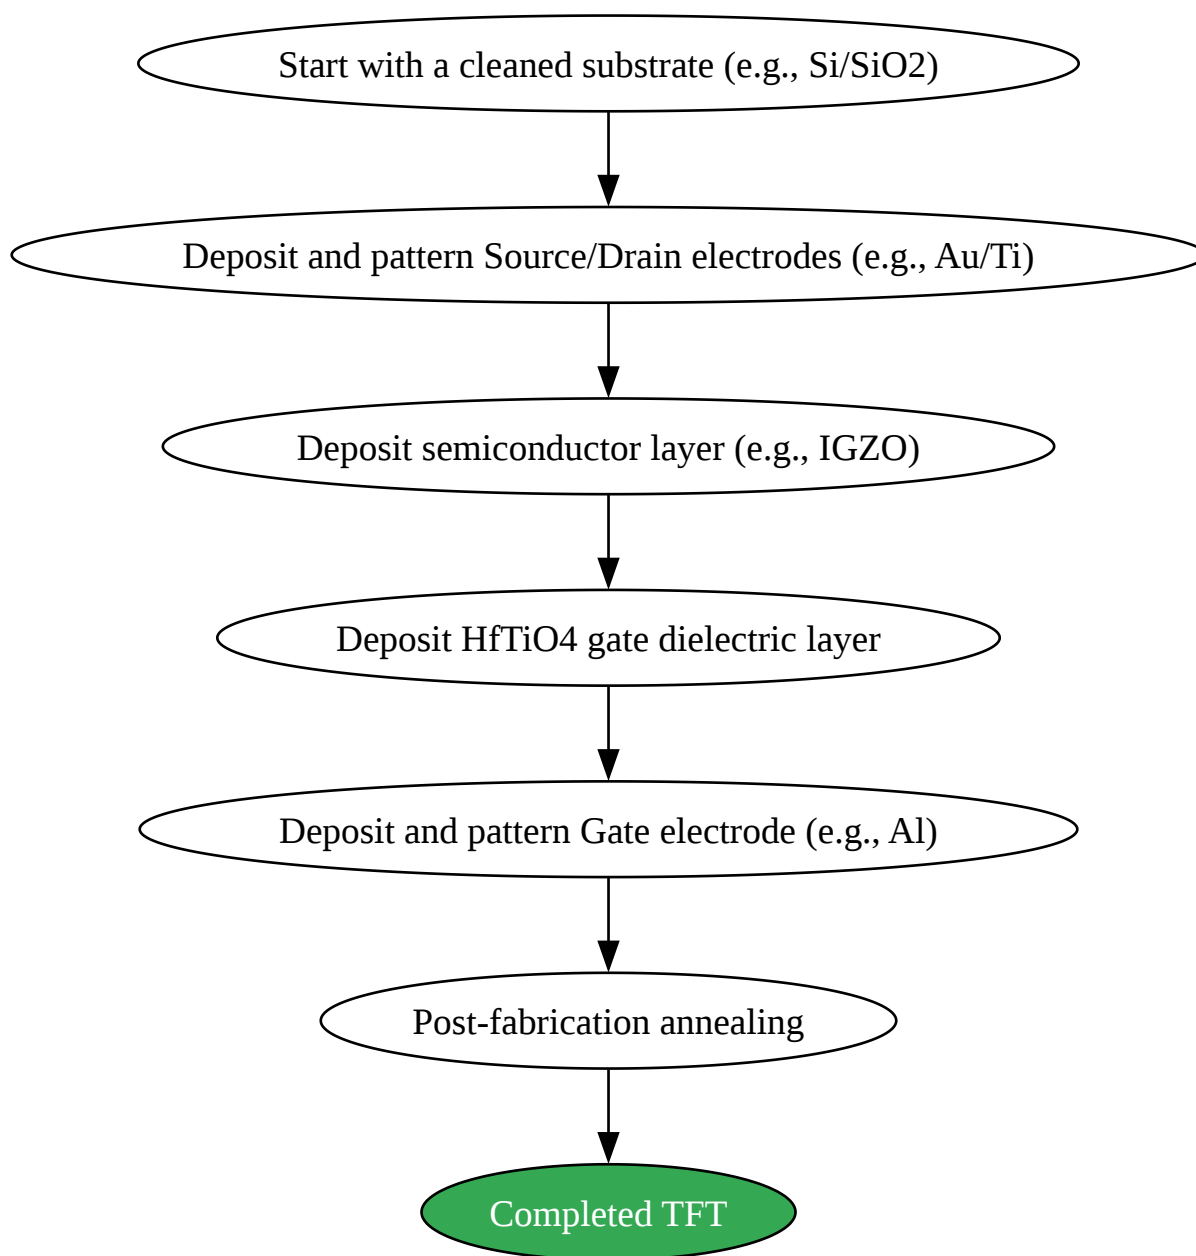 Start with a cleaned substrate (e.g., Si/SiO2)
Deposit and pattern Source/Drain electrodes (e.g., Au/Ti)
Deposit semiconductor layer (e.g., IGZO)
Deposit HfTiO4 gate dielectric layer
Deposit and pattern Gate electrode (e.g., Al)
Post-fabrication annealing
Completed TFT